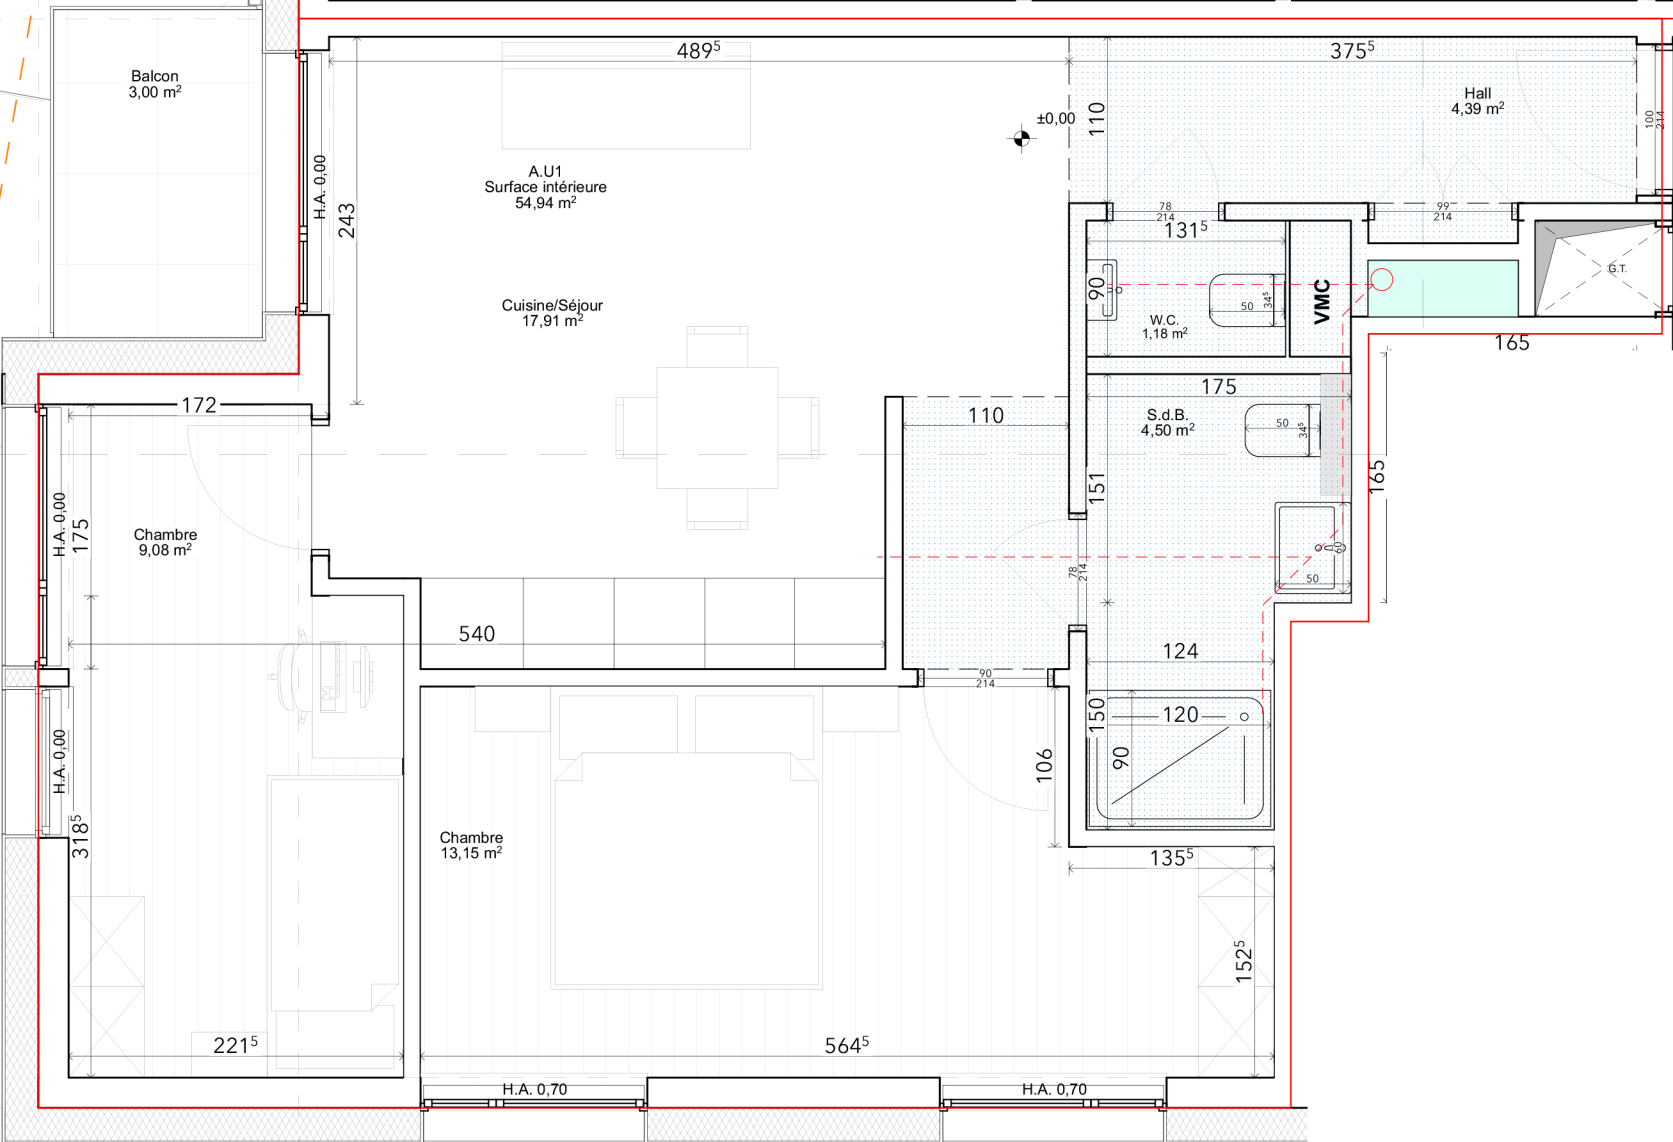 489⁵
375⁵
Balcon
3,00 m²
Hall
4,39 m²
110
±0,00
100
214
H.A. 0,00
A.U1
Surface intérieure
54,94 m²
243
78
214
99
214
131⁵
G.T.
90
50
34⁵
VMC
Cuisine/Séjour
17,91 m²
W.C.
1,18 m²
165
175
172
110
S.d.B.
4,50 m²
50
34⁵
165
151
H.A. 0,00
175
Chambre
9,08 m²
60
78
214
50
540
124
90
214
150
120
H.A. 0,00
106
90
318⁵
Chambre
13,15 m²
135⁵
152⁵
221⁵
564⁵
H.A. 0,70
H.A. 0,70